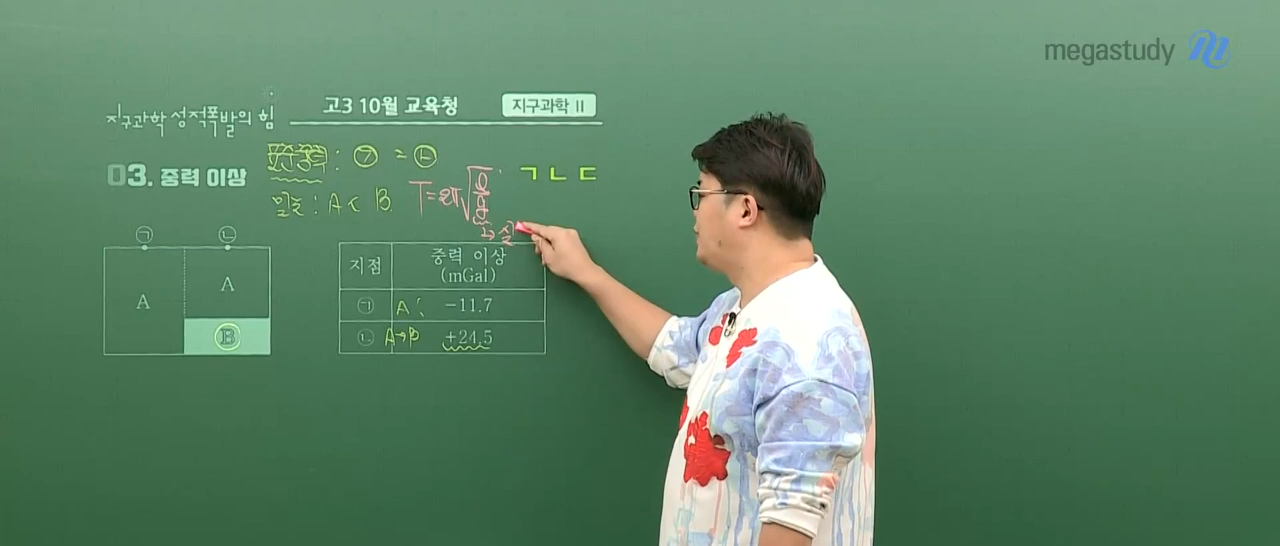 megastudy
지구과학 성적폭발의 힘
고3 10월 교육청
지구과학 II
03. 중력 이상
표준중력 : ㉠ = ㉡
밀도 : A < B
T=2π√l/g
↳ 실
ㄱ ㄴ ㄷ
㉠ ㉡
A
A
B
지점 중력 이상 (mGal)
㉠ A: −11.7
㉡ A→B +24.5